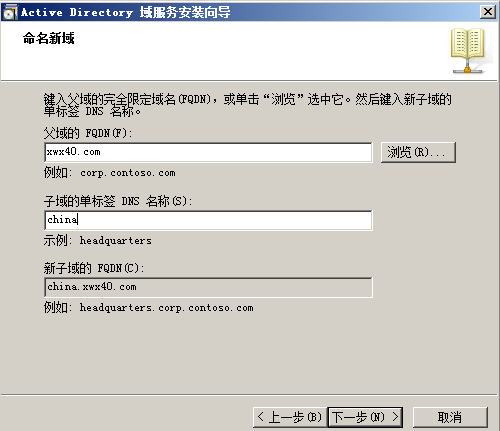 Active Directory 域服务安装向导
命名新域
键入父域的完全限定域名(FQDN)，或单击“浏览”选中它。然后键入新子域的
单标签 DNS 名称。
父域的 FQDN(F):
xwx40.com
浏览(R)...
例如: corp.contoso.com
子域的单标签 DNS 名称(S):
china
示例: headquarters
新子域的 FQDN(C):
china.xwx40.com
例如: headquarters.corp.contoso.com
< 上一步(B) 下一步(N) > 取消